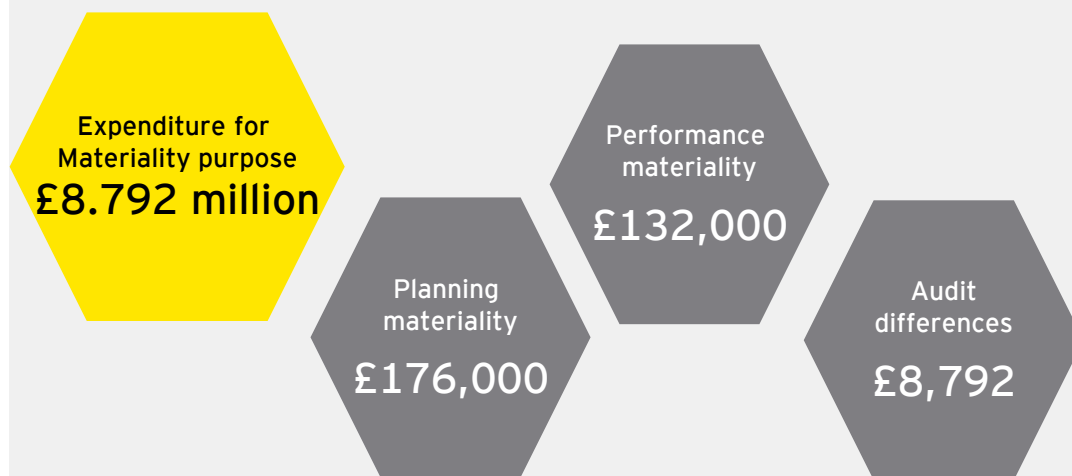 Expenditure for
Materiality purpose
£8.792 million
Planning
materiality
£176,000
Performance
materiality
£132,000
Audit
differences
£8,792